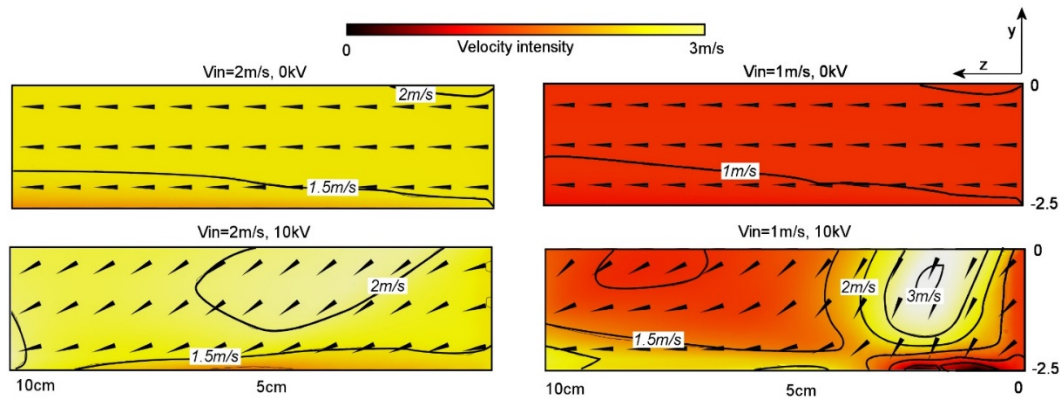 0
Velocity intensity
3m/s
y
z
Vin=2m/s, 0kV
Vin=1m/s, 0kV
2m/s
1.5m/s
1m/s
0
-2.5
Vin=2m/s, 10kV
Vin=1m/s, 10kV
2m/s
1.5m/s
2m/s
3m/s
1.5m/s
0
-2.5
10cm
5cm
10cm
5cm
0